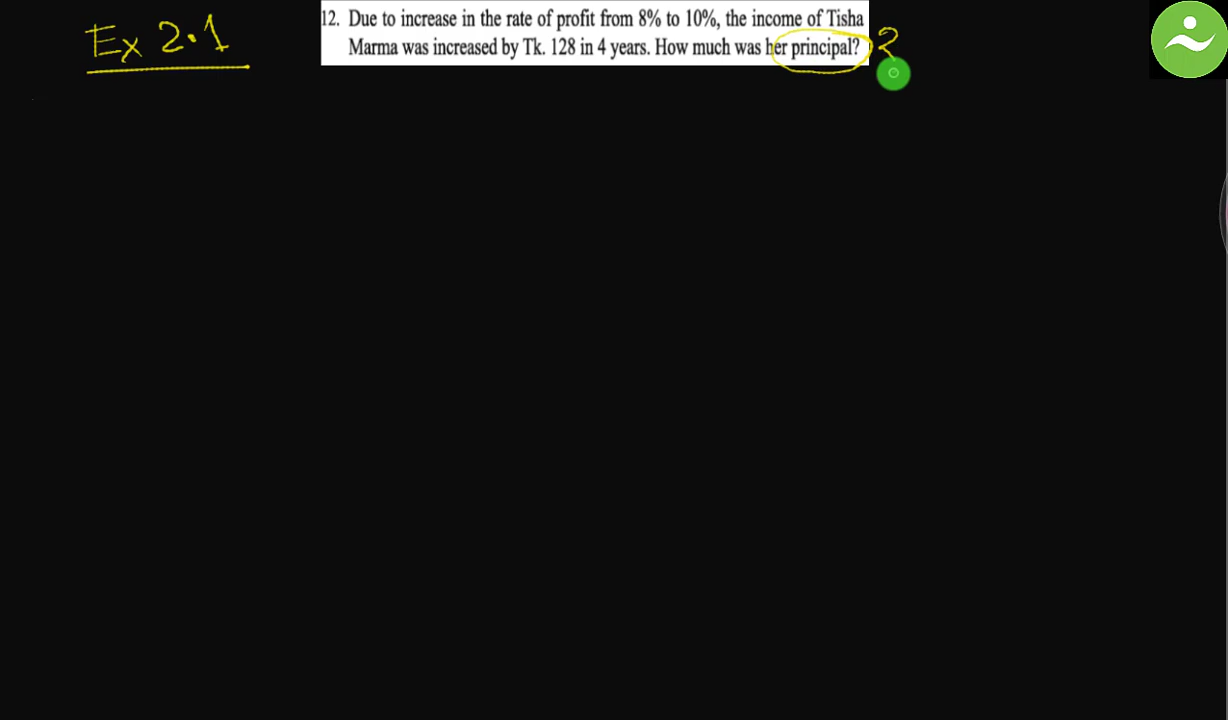 Ex 2.1
12. Due to increase in the rate of profit from 8% to 10%, the income of Tisha
Marma was increased by Tk. 128 in 4 years. How much was her principal? ?